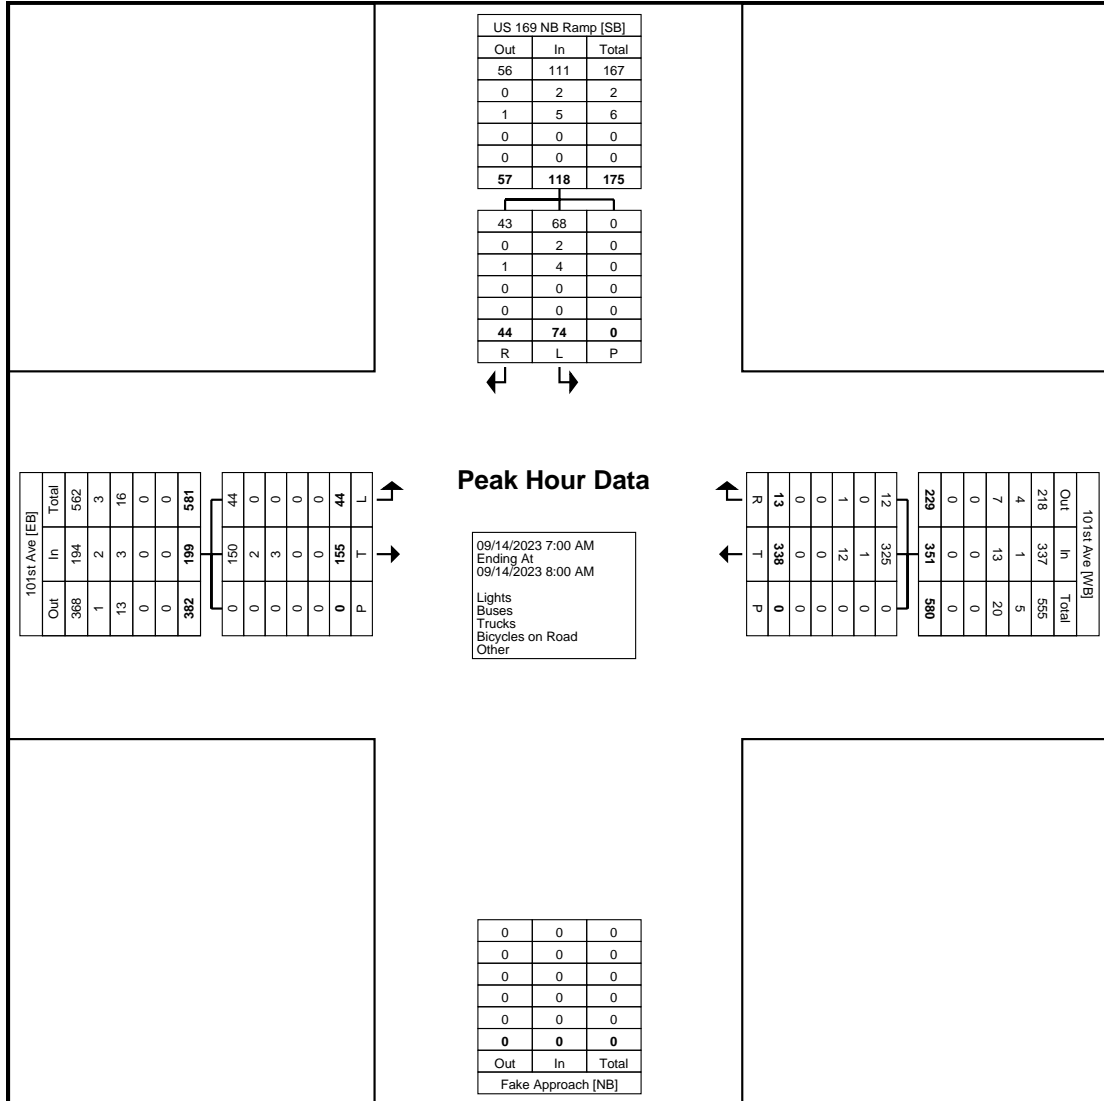 US 169 NB Ramp [SB]
Out In Total
56 111 167
0 2 2
1 5 6
0 0 0
0 0 0
57 118 175
43 68 0
0 2 0
1 4 0
0 0 0
0 0 0
44 74 0
R L P
101st Ave [EB]
Total In Out
562 194 368
3 2 1
16 3 13
0 0 0
0 0 0
581 199 382
44 150 0
0 2 0
0 3 0
0 0 0
0 0 0
44 155 0
L T P
Peak Hour Data
09/14/2023 7:00 AM
Ending At
09/14/2023 8:00 AM
Lights
Buses
Trucks
Bicycles on Road
Other
R T P
13 338 0
0 0 0
0 0 0
1 12 0
0 1 0
12 325 0
229 351 580
0 0 0
0 0 0
7 13 20
4 1 5
218 337 555
Out In Total
101st Ave [WB]
0 0 0
0 0 0
0 0 0
0 0 0
0 0 0
0 0 0
Out In Total
Fake Approach [NB]